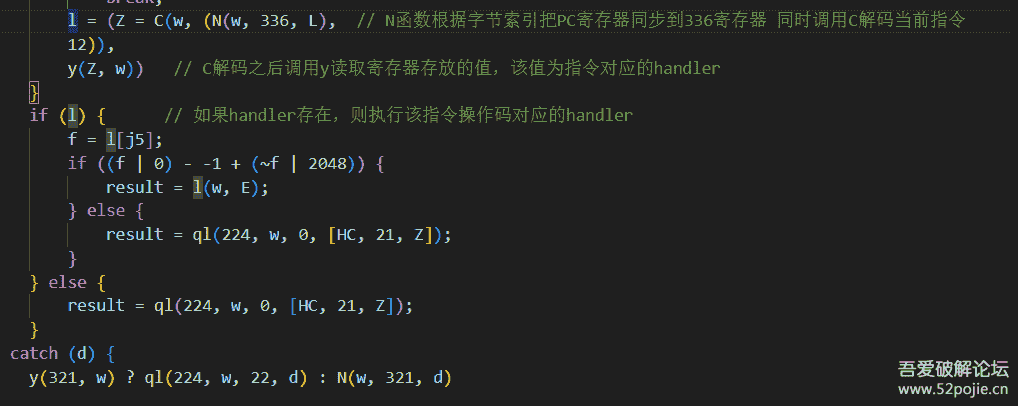 break;
l = (Z = C(w, (N(w, 336, L),  // N函数根据字节索引把PC寄存器同步到336寄存器 同时调用C解码当前指令
12)),
y(Z, w))   // C解码之后调用y读取寄存器存放的值，该值为指令对应的handler
}
if (l) {      // 如果handler存在，则执行该指令操作码对应的handler
f = l[j5];
if ((f | 0) - -1 + (~f | 2048)) {
result = l(w, E);
} else {
result = ql(224, w, 0, [HC, 21, Z]);
}
} else {
result = ql(224, w, 0, [HC, 21, Z]);
}
catch (d) {
y(321, w) ? ql(224, w, 22, d) : N(w, 321, d)
吾爱破解论坛
www.52pojie.cn